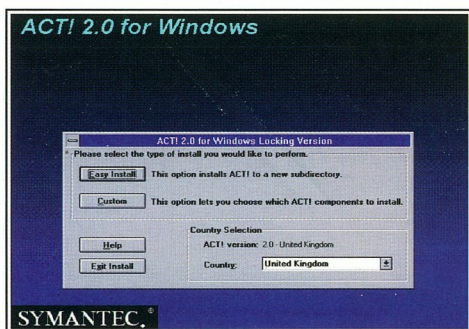 ACT! 2.0 for Windows
ACT! 2.0 for Windows Locking Version
Please select the type of install you would like to perform.
Easy Install This option installs ACT! to a new subdirectory.
Custom This option lets you choose which ACT! components to install.
Country Selection
Help ACT! version: 2.0 - United Kingdom
Exit Install Country: United Kingdom
SYMANTEC.®